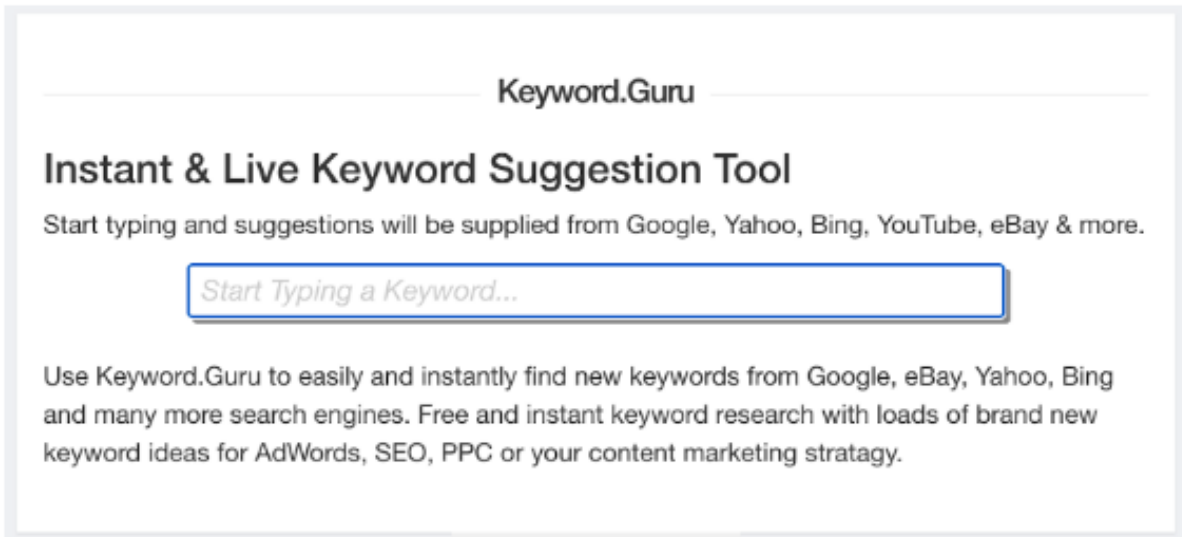 Keyword.Guru
Instant & Live Keyword Suggestion Tool
Start typing and suggestions will be supplied from Google, Yahoo, Bing, YouTube, eBay & more.
Start Typing a Keyword...
Use Keyword.Guru to easily and instantly find new keywords from Google, eBay, Yahoo, Bing
and many more search engines. Free and instant keyword research with loads of brand new
keyword ideas for AdWords, SEO, PPC or your content marketing stratagy.